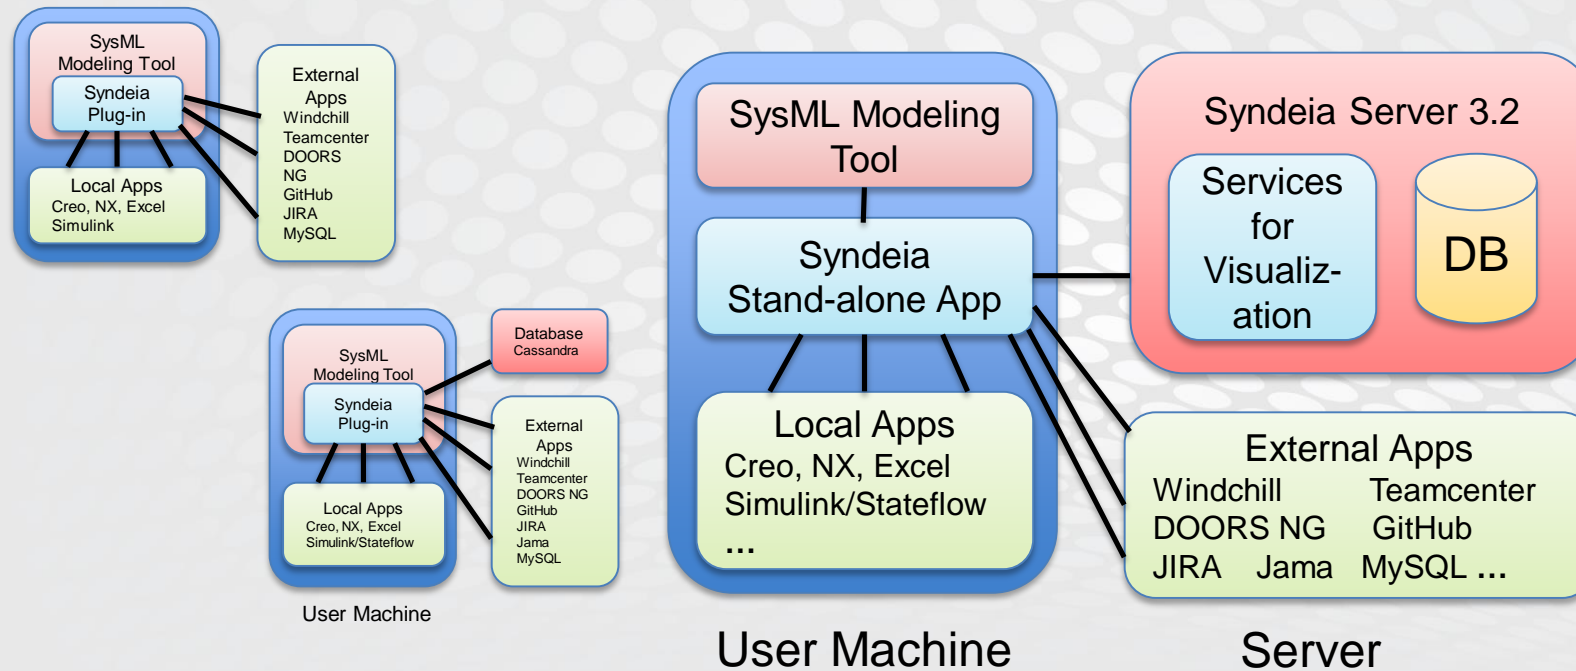 SysML
Modeling Tool
Syndeia
Plug-in
Local Apps
Creo, NX, Excel
Simulink
External
Apps
Windchill
Teamcenter
DOORS
NG
GitHub
JIRA
MySQL
SysML
Modeling Tool
Syndeia
Plug-in
Local Apps
Creo, NX, Excel
Simulink/Stateflow
User Machine
Database
Cassandra
External
Apps
Windchill
Teamcenter
DOORS NG
GitHub
JIRA
Jama
MySQL
SysML Modeling
Tool
Syndeia
Stand-alone App
Local Apps
Creo, NX, Excel
Simulink/Stateflow
...
User Machine
Syndeia Server 3.2
Services
for
Visualiz-
ation
DB
External Apps
Windchill Teamcenter
DOORS NG GitHub
JIRA Jama MySQL ...
Server